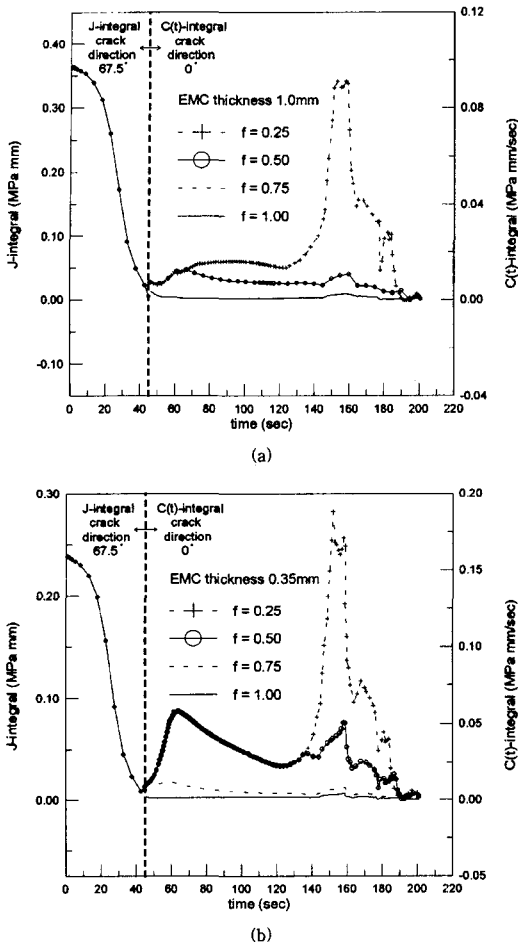 J-integral crack direction 67.5°
C(t)-integral crack direction 0°
EMC thickness 1.0mm
f = 0.25
f = 0.50
f = 0.75
f = 1.00
J-integral (MPa mm)
0.40
0.30
0.20
0.10
0.00
-0.10
C(t)-integral (MPa mm/sec)
0.12
0.08
0.04
0.00
-0.04
0 20 40 60 80 100 120 140 160 180 200 220
time (sec)
(a)
J-integral crack direction 67.5°
C(t)-integral crack direction 0°
EMC thickness 0.35mm
f = 0.25
f = 0.50
f = 0.75
f = 1.00
J-integral (MPa mm)
0.30
0.20
0.10
0.00
C(t)-integral (MPa mm/sec)
0.20
0.15
0.10
0.05
0.00
-0.05
0 20 40 60 80 100 120 140 160 180 200 220
time (sec)
(b)